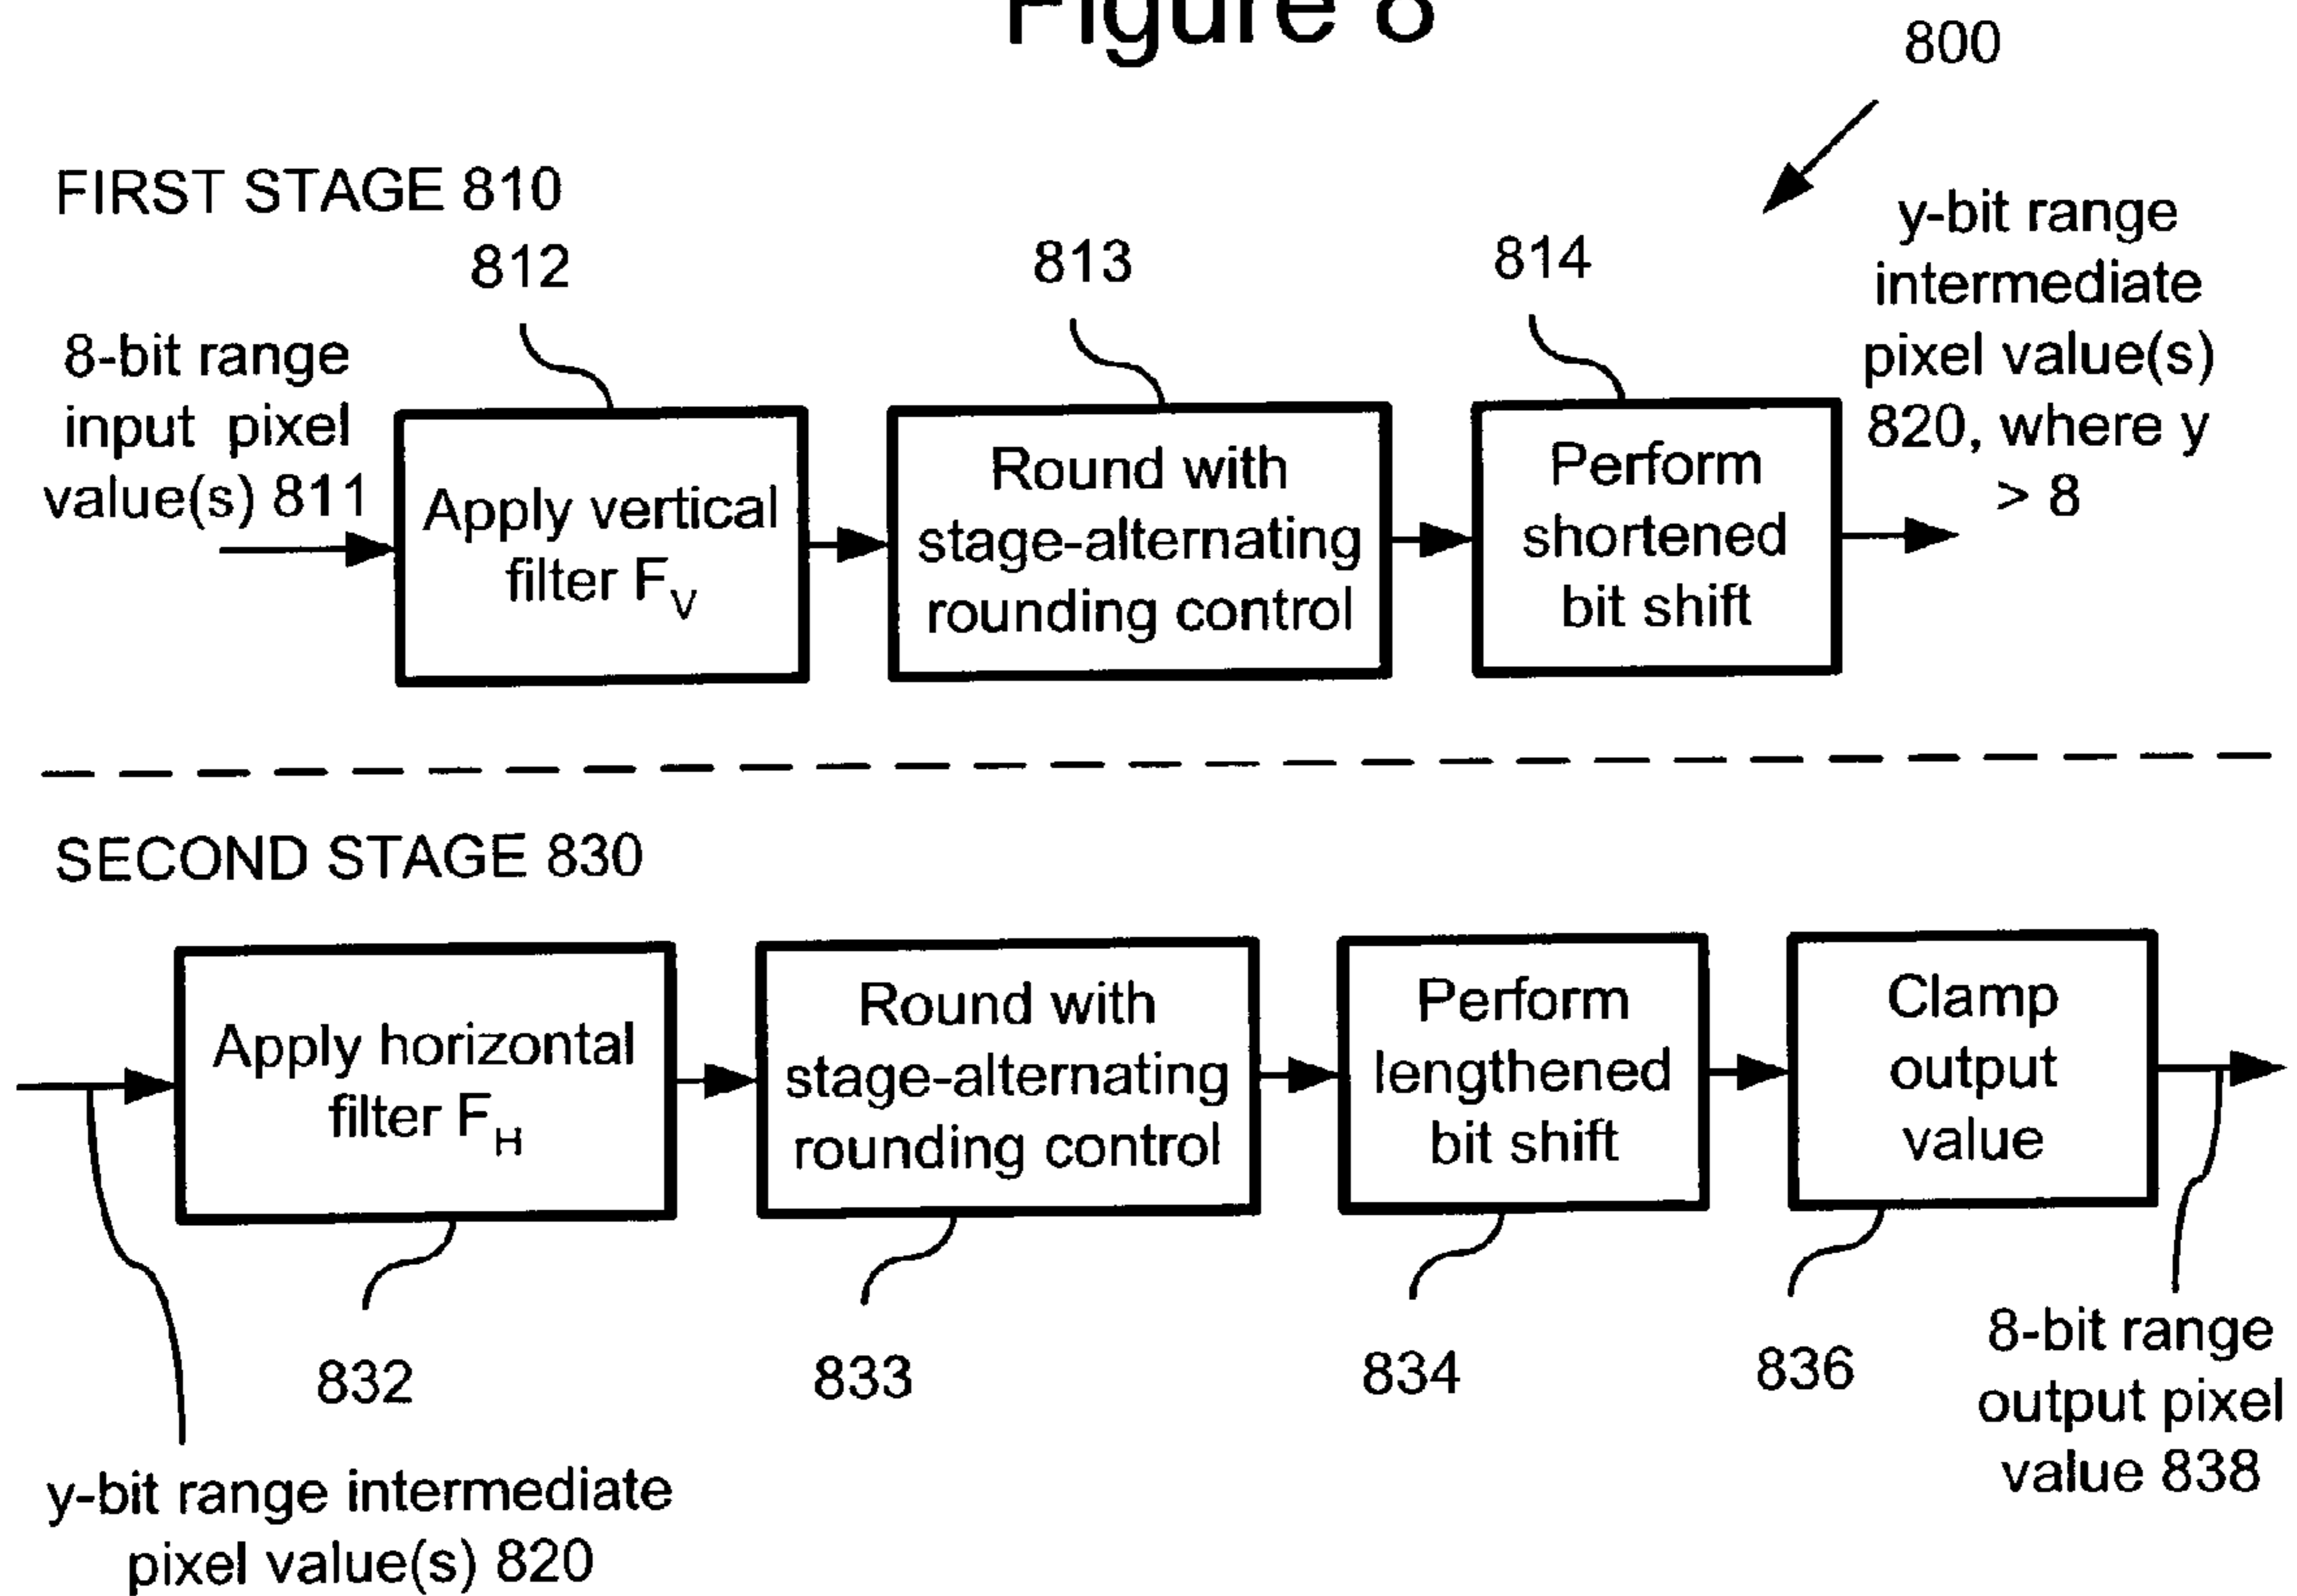 Figure 8
800
FIRST STAGE 810
812
813
814
8-bit range
input pixel
value(s) 811
Apply vertical
filter FV
Round with
stage-alternating
rounding control
Perform
shortened
bit shift
y-bit range
intermediate
pixel value(s)
820, where y
> 8
SECOND STAGE 830
Apply horizontal
filter FH
Round with
stage-alternating
rounding control
Perform
lengthened
bit shift
Clamp
output
value
832
833
834
836
8-bit range
output pixel
value 838
y-bit range intermediate
pixel value(s) 820